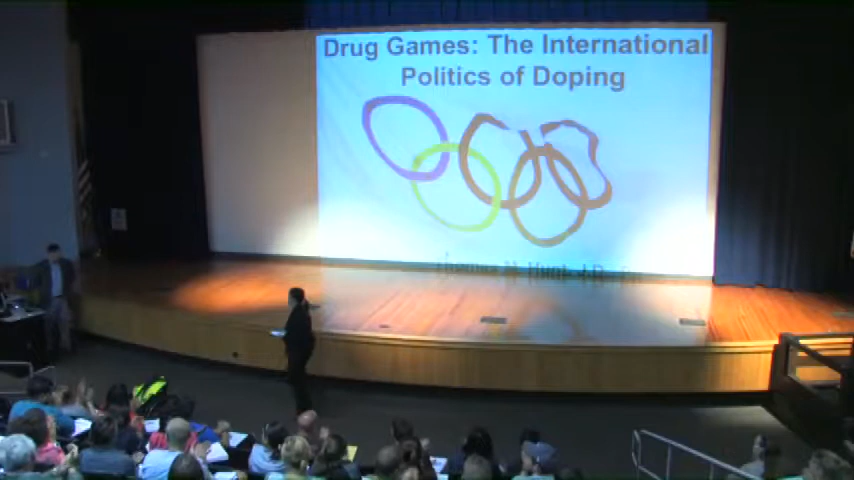 Drug Games: The International
Politics of Doping